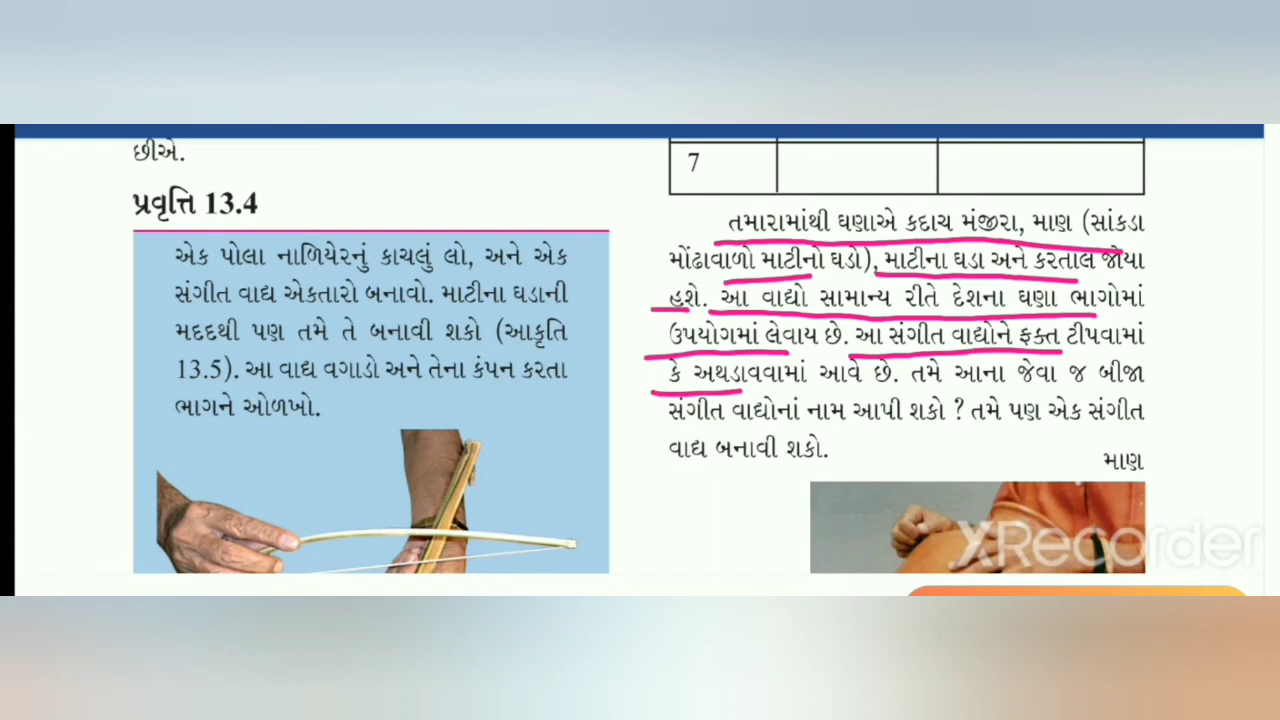 છીએ.
પ્રવૃત્તિ 13.4
એક પોલા નાળિયેરનું કાચલું લો, અને એક
સંગીત વાદ્ય એકતારો બનાવો. માટીના ઘડાની
મદદથી પણ તમે તે બનાવી શકો (આકૃતિ
13.5). આ વાદ્ય વગાડો અને તેના કંપન કરતા
ભાગને ઓળખો.
7
તમારામાંથી ઘણાએ કદાચ મંજીરા, માણ (સાંકડા
મોંઢાવાળો માટીનો ઘડો), માટીના ઘડા અને કરતાલ જોયા
હશે. આ વાદ્યો સામાન્ય રીતે દેશના ઘણા ભાગોમાં
ઉપયોગમાં લેવાય છે. આ સંગીત વાદ્યોને ફક્ત ટીપવામાં
કે અથડાવવામાં આવે છે. તમે આના જેવા જ બીજા
સંગીત વાદ્યોનાં નામ આપી શકો ? તમે પણ એક સંગીત
વાદ્ય બનાવી શકો.
માણ
XRecorder